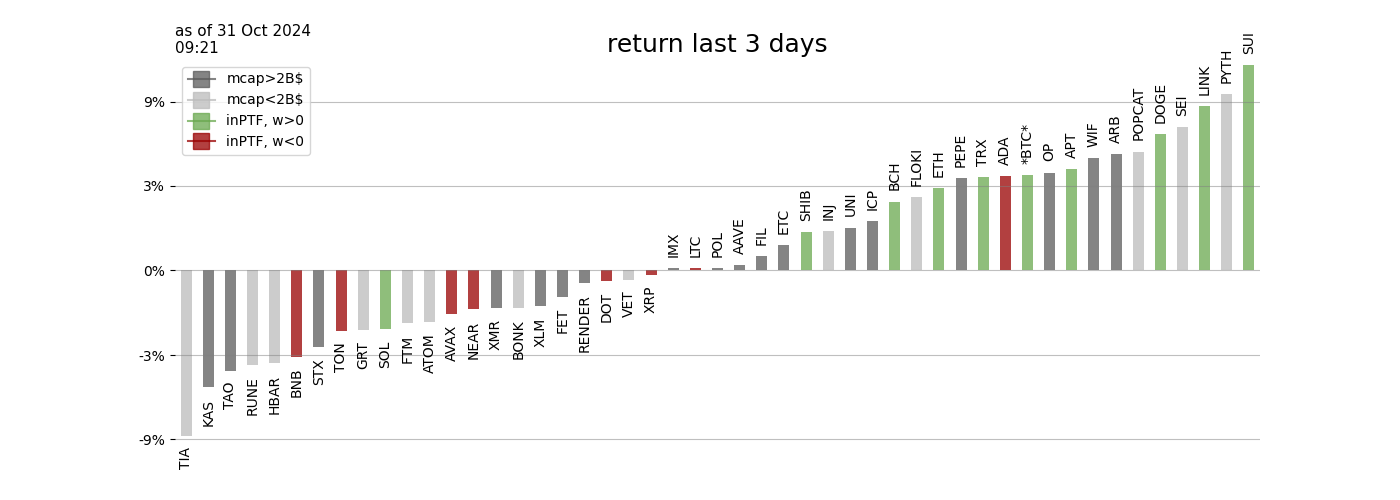 as of 31 Oct 2024
09:21
return last 3 days
mcap>2B$
mcap<2B$
inPTF, w>0
inPTF, w<0
9%
3%
0%
-3%
-9%
TIA
KAS
TAO
RUNE
HBAR
BNB
STX
TON
GRT
SOL
FTM
ATOM
AVAX
NEAR
XMR
BONK
XLM
FET
RENDER
DOT
VET
XRP
IMX
LTC
POL
AAVE
FIL
ETC
SHIB
INJ
UNI
ICP
BCH
FLOKI
ETH
PEPE
TRX
ADA
*BTC*
OP
APT
WIF
ARB
POPCAT
DOGE
SEI
LINK
PYTH
SUI